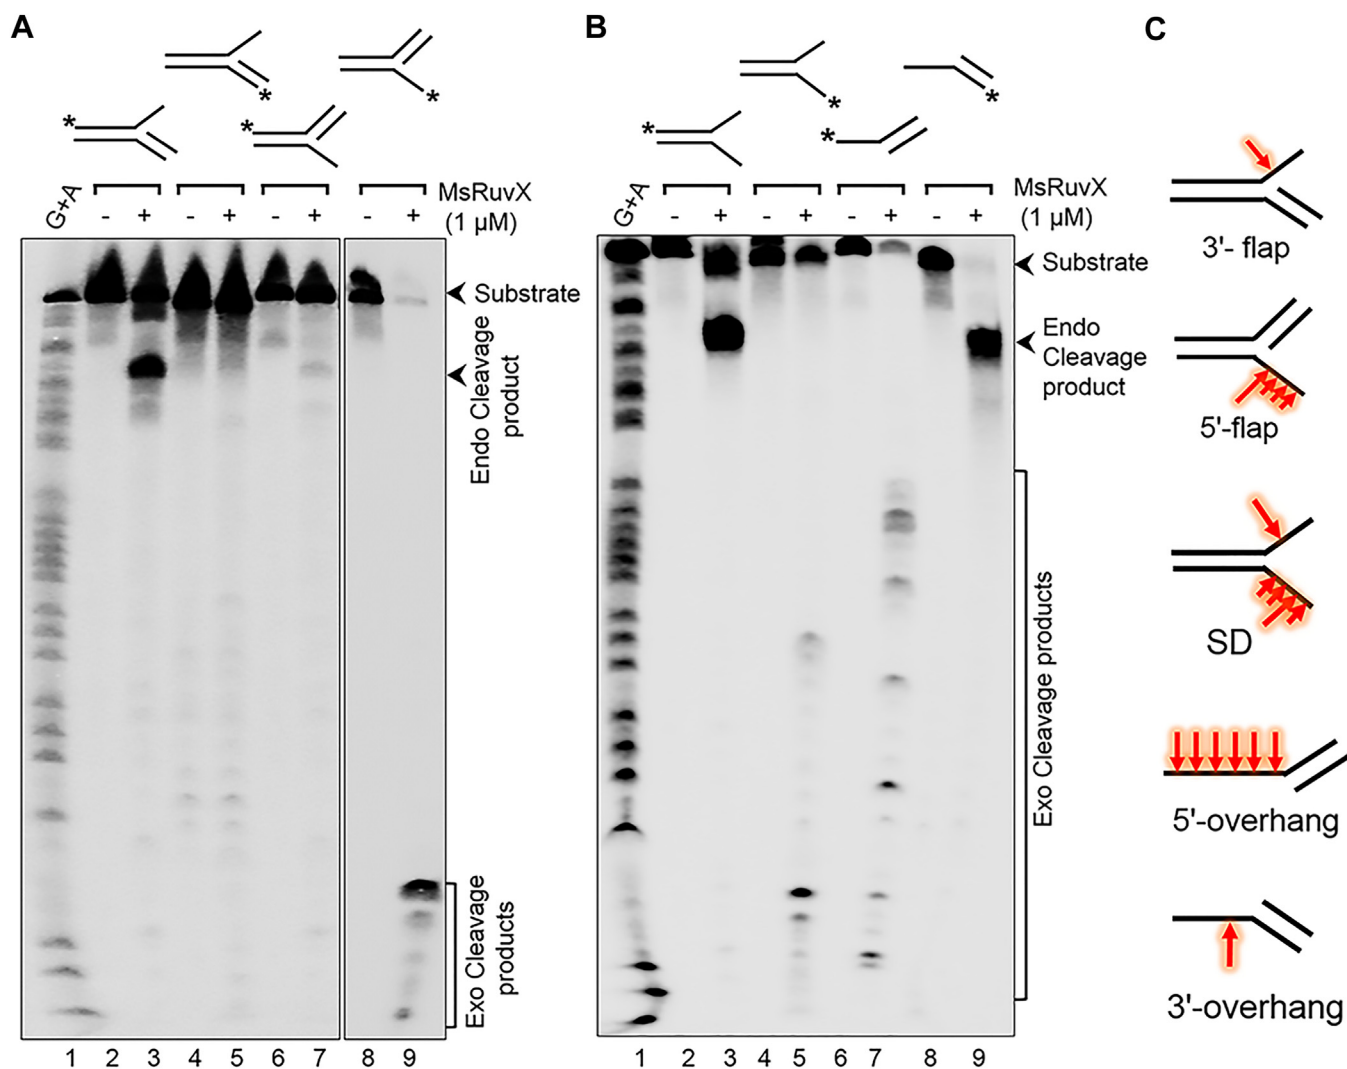 A
B
C
*
*
*
*
*
*
*
*
G+A
- + - + - + - +
MsRuvX
(1 µM)
Substrate
Endo Cleavage
product
Exo Cleavage
products
1 2 3 4 5 6 7 8 9
G+A
- + - + - + - +
MsRuvX
(1 µM)
Substrate
Endo
Cleavage
product
Exo Cleavage products
1 2 3 4 5 6 7 8 9
3'- flap
5'-flap
SD
5'-overhang
3'-overhang